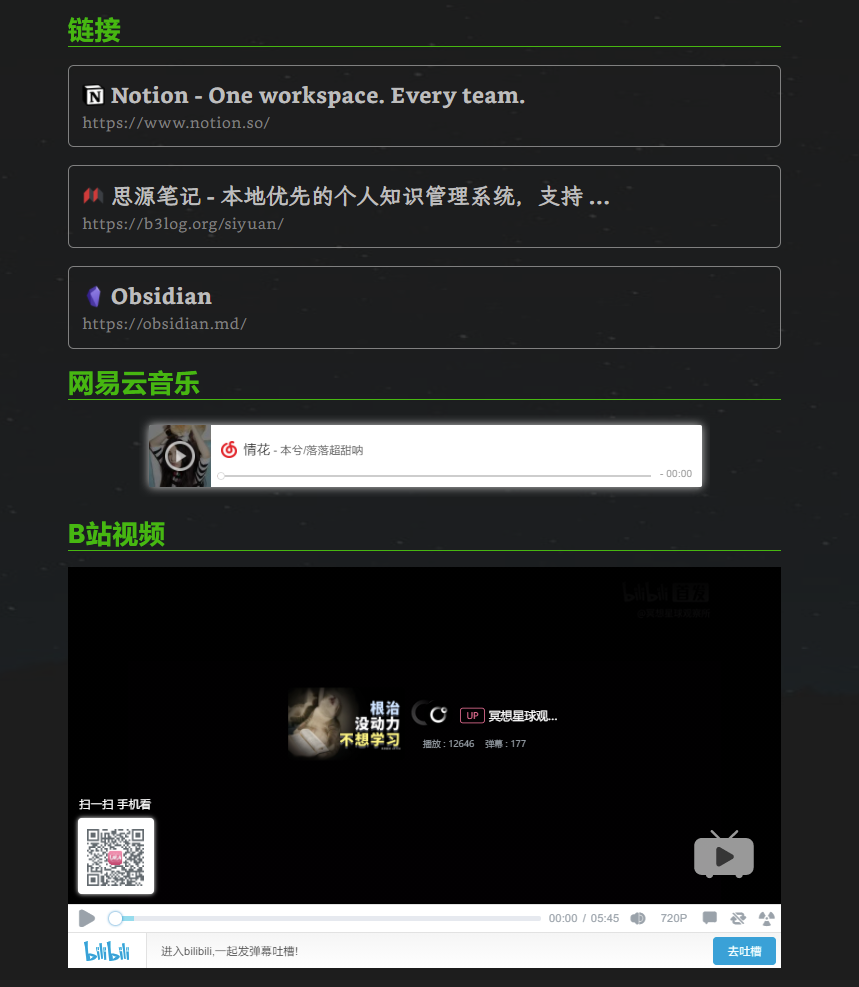 链接
Notion - One workspace. Every team.
https://www.notion.so/
思源笔记 - 本地优先的个人知识管理系统，支持 ...
https://b3log.org/siyuan/
Obsidian
https://obsidian.md/
网易云音乐
情花 - 本兮/落落超甜呐
- 00:00
B站视频
bilibili 首发
根治
没动力
不想学习
UP 冥想星球观...
播放 : 12646 弹幕 : 177
扫一扫 手机看
00:00 / 05:45 720P
bilibili 进入bilibili,一起发弹幕吐槽! 去吐槽